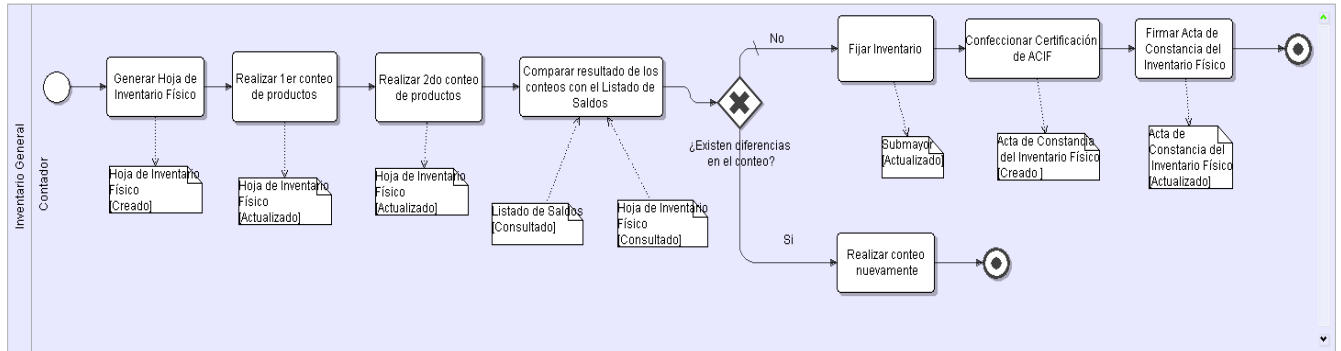 Inventario General
Contador
Generar Hoja de
Inventario Físico
Realizar 1er conteo
de productos
Realizar 2do conteo
de productos
Comparar resultado de los
conteos con el Listado de
Saldos
¿Existen diferencias
en el conteo?
No
Si
Fijar Inventario
Confeccionar Certificación
de ACIF
Firmar Acta de
Constancia del
Inventario Físico
Hoja de Inventario
Físico
[Creado]
Hoja de Inventario
Físico
[Actualizado]
Hoja de Inventario
Físico
[Actualizado]
Listado de Saldos
[Consultado]
Hoja de Inventario
Físico
[Consultado]
Submayor
[Actualizado]
Acta de Constancia
del Inventario Físico
[Creado ]
Acta de
Constancia del
Inventario Físico
[Actualizado]
Realizar conteo
nuevamente